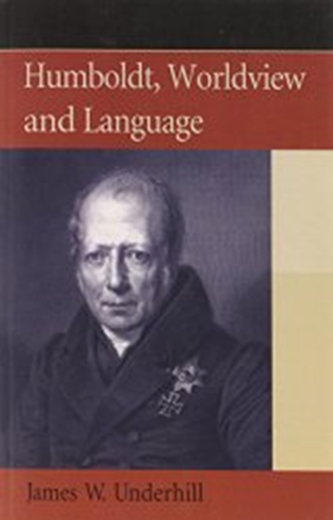 Humboldt, Worldview
and Language
James W. Underhill